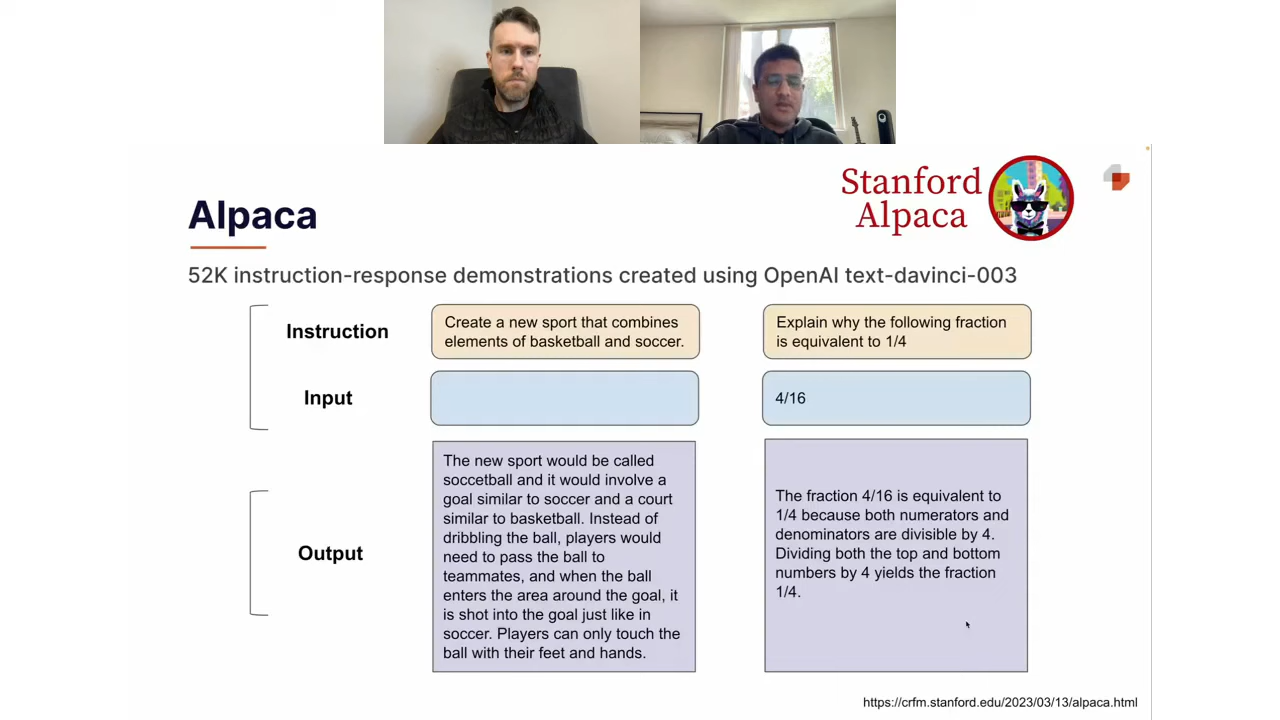 Stanford
Alpaca
Alpaca
52K instruction-response demonstrations created using OpenAI text-davinci-003
Instruction
Create a new sport that combines
elements of basketball and soccer.
Explain why the following fraction
is equivalent to 1/4
Input
4/16
Output
The new sport would be called
soccetball and it would involve a
goal similar to soccer and a court
similar to basketball. Instead of
dribbling the ball, players would
need to pass the ball to
teammates, and when the ball
enters the area around the goal, it
is shot into the goal just like in
soccer. Players can only touch the
ball with their feet and hands.
The fraction 4/16 is equivalent to
1/4 because both numerators and
denominators are divisible by 4.
Dividing both the top and bottom
numbers by 4 yields the fraction
1/4.
https://crfm.stanford.edu/2023/03/13/alpaca.html